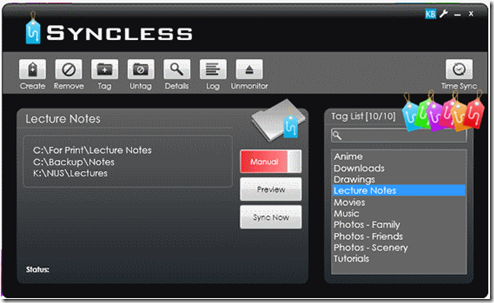 KB
SYNCLESS
Create Remove Tag Untag Details Log Unmonitor Time Sync
Lecture Notes
C:\For Print\Lecture Notes
C:\Backup\Notes
K:\NUS\Lectures
Manual
Preview
Sync Now
Status:
Tag List [10/10]
Anime
Downloads
Drawings
Lecture Notes
Movies
Music
Photos - Family
Photos - Friends
Photos - Scenery
Tutorials